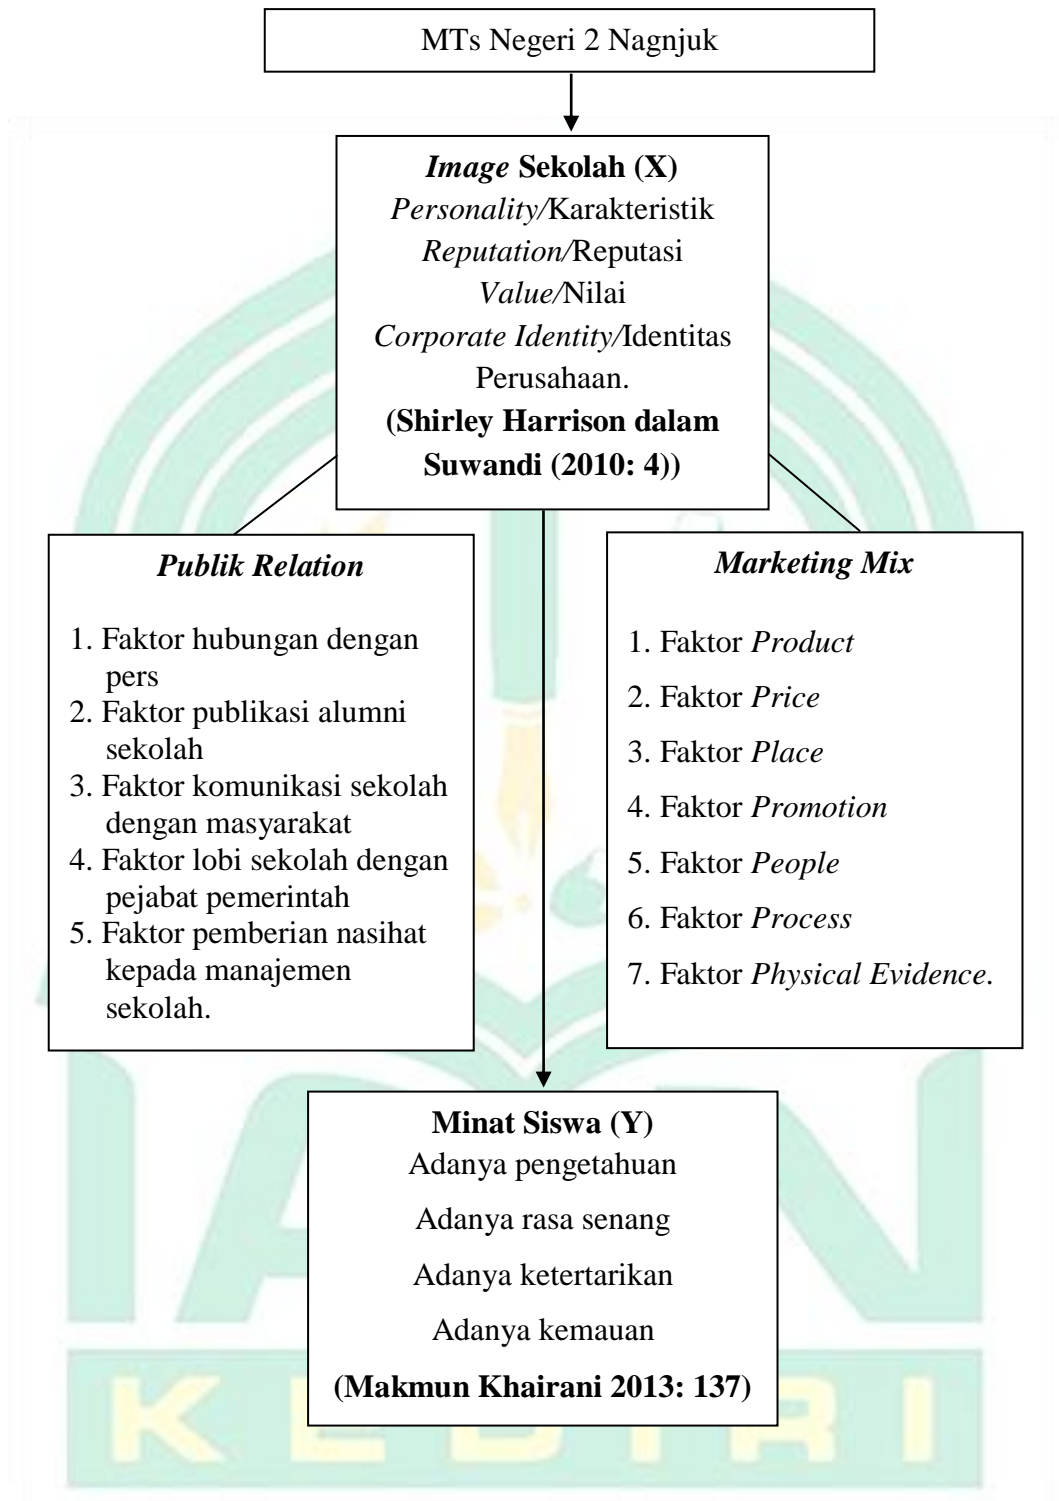 MTs Negeri 2 Nagnjuk
Image Sekolah (X)
Personality/Karakteristik
Reputation/Reputasi
Value/Nilai
Corporate Identity/Identitas
Perusahaan.
(Shirley Harrison dalam
Suwandi (2010: 4))
Publik Relation
1. Faktor hubungan dengan
pers
2. Faktor publikasi alumni
sekolah
3. Faktor komunikasi sekolah
dengan masyarakat
4. Faktor lobi sekolah dengan
pejabat pemerintah
5. Faktor pemberian nasihat
kepada manajemen
sekolah.
Marketing Mix
1. Faktor Product
2. Faktor Price
3. Faktor Place
4. Faktor Promotion
5. Faktor People
6. Faktor Process
7. Faktor Physical Evidence.
Minat Siswa (Y)
Adanya pengetahuan
Adanya rasa senang
Adanya ketertarikan
Adanya kemauan
(Makmun Khairani 2013: 137)
IAIN
KEDIRI